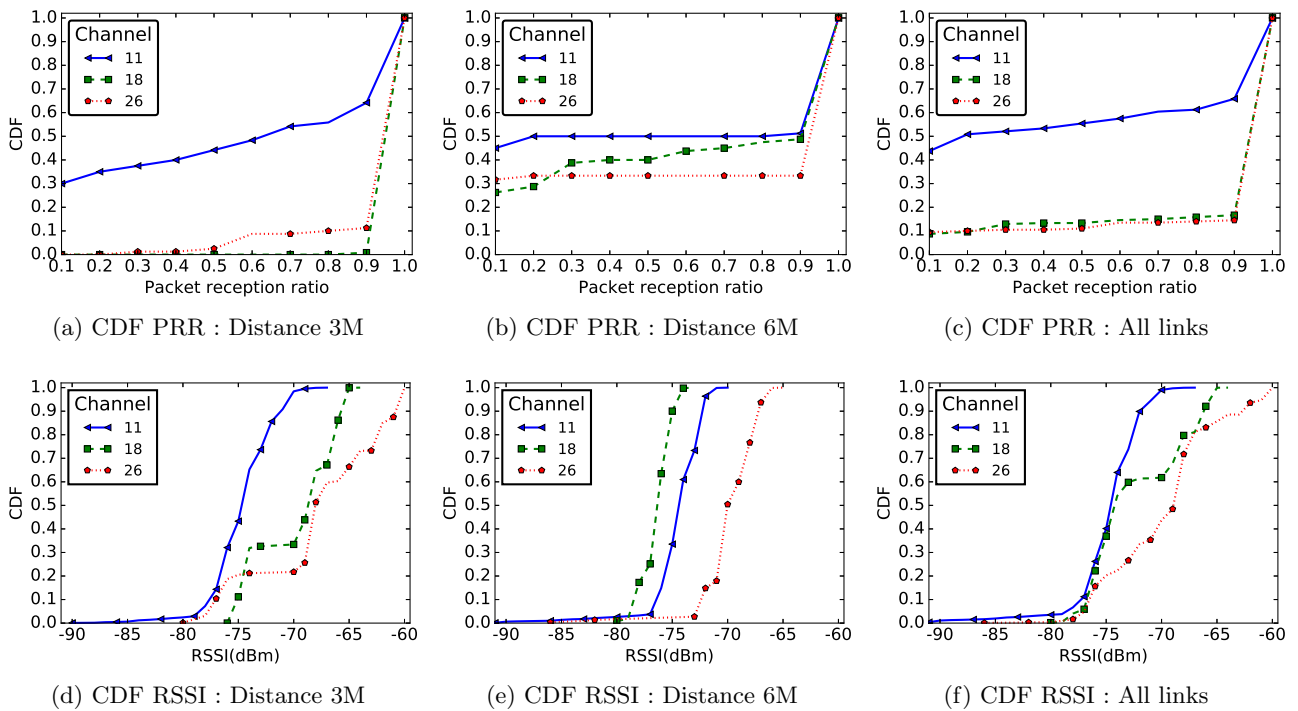 CDF
1.0
0.9
0.8
0.7
0.6
0.5
0.4
0.3
0.2
0.1
0.0
Channel
11
18
26
0.1 0.2 0.3 0.4 0.5 0.6 0.7 0.8 0.9 1.0
Packet reception ratio
(a) CDF PRR : Distance 3M
CDF
1.0
0.9
0.8
0.7
0.6
0.5
0.4
0.3
0.2
0.1
0.0
Channel
11
18
26
0.1 0.2 0.3 0.4 0.5 0.6 0.7 0.8 0.9 1.0
Packet reception ratio
(b) CDF PRR : Distance 6M
CDF
1.0
0.9
0.8
0.7
0.6
0.5
0.4
0.3
0.2
0.1
0.0
Channel
11
18
26
0.1 0.2 0.3 0.4 0.5 0.6 0.7 0.8 0.9 1.0
Packet reception ratio
(c) CDF PRR : All links
CDF
1.0
0.9
0.8
0.7
0.6
0.5
0.4
0.3
0.2
0.1
0.0
Channel
11
18
26
-90 -85 -80 -75 -70 -65 -60
RSSI(dBm)
(d) CDF RSSI : Distance 3M
CDF
1.0
0.9
0.8
0.7
0.6
0.5
0.4
0.3
0.2
0.1
0.0
Channel
11
18
26
-90 -85 -80 -75 -70 -65 -60
RSSI(dBm)
(e) CDF RSSI : Distance 6M
CDF
1.0
0.9
0.8
0.7
0.6
0.5
0.4
0.3
0.2
0.1
0.0
Channel
11
18
26
-90 -85 -80 -75 -70 -65 -60
RSSI(dBm)
(f) CDF RSSI : All links